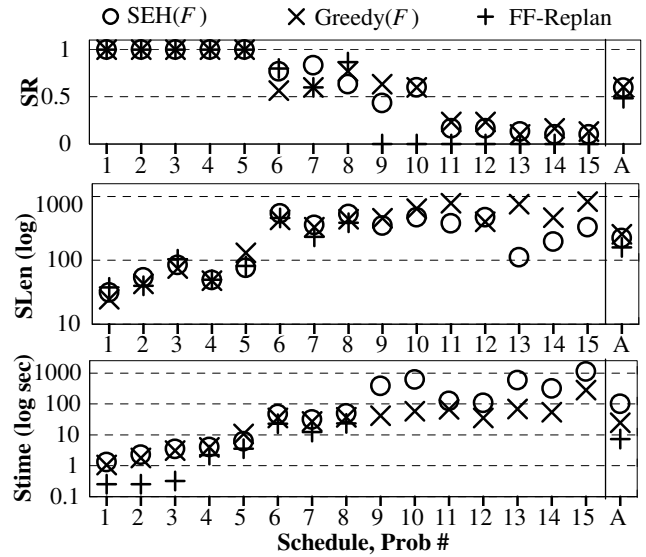 SEH(F) Greedy(F) FF-Replan
SR
1
0.5
0
1 2 3 4 5 6 7 8 9 10 11 12 13 14 15 A
SLen (log)
1000
100
10
1 2 3 4 5 6 7 8 9 10 11 12 13 14 15 A
Stime (log sec)
1000
100
10
1
0.1
1 2 3 4 5 6 7 8 9 10 11 12 13 14 15 A
Schedule, Prob #